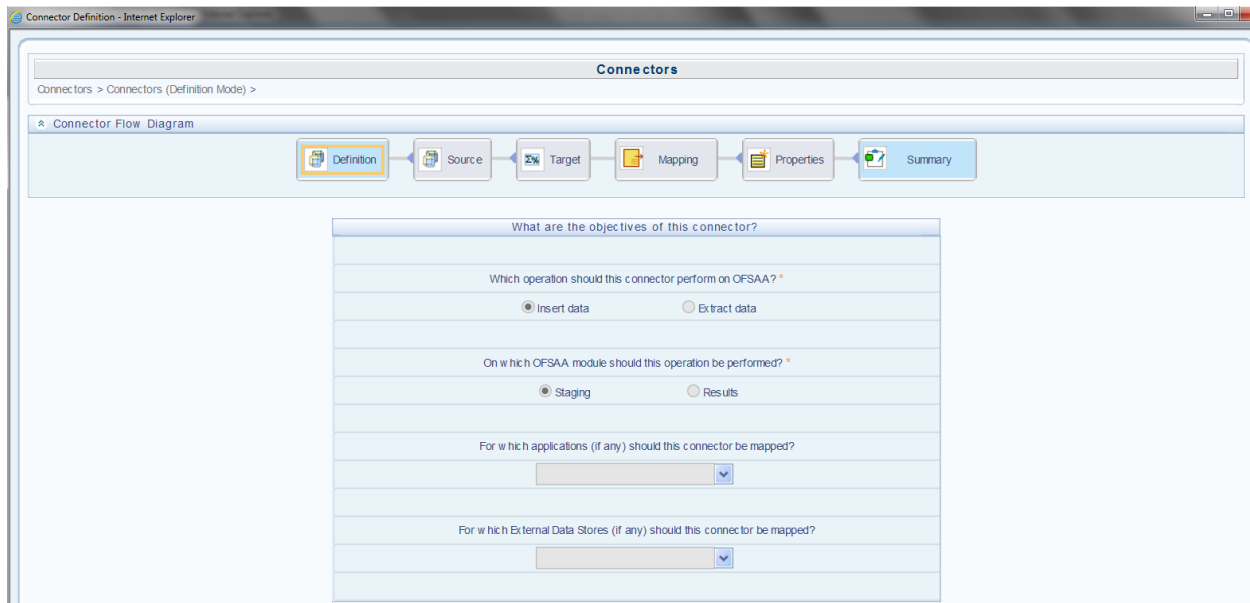 Connector Definition - Internet Explorer
Connectors
Connectors > Connectors (Definition Mode) >
Connector Flow Diagram
Definition Source Σ% Target Mapping Properties Summary
What are the objectives of this connector?
Which operation should this connector perform on OFSAA? *
Insert data Extract data
On which OFSAA module should this operation be performed? *
Staging Results
For which applications (if any) should this connector be mapped?
For which External Data Stores (if any) should this connector be mapped?